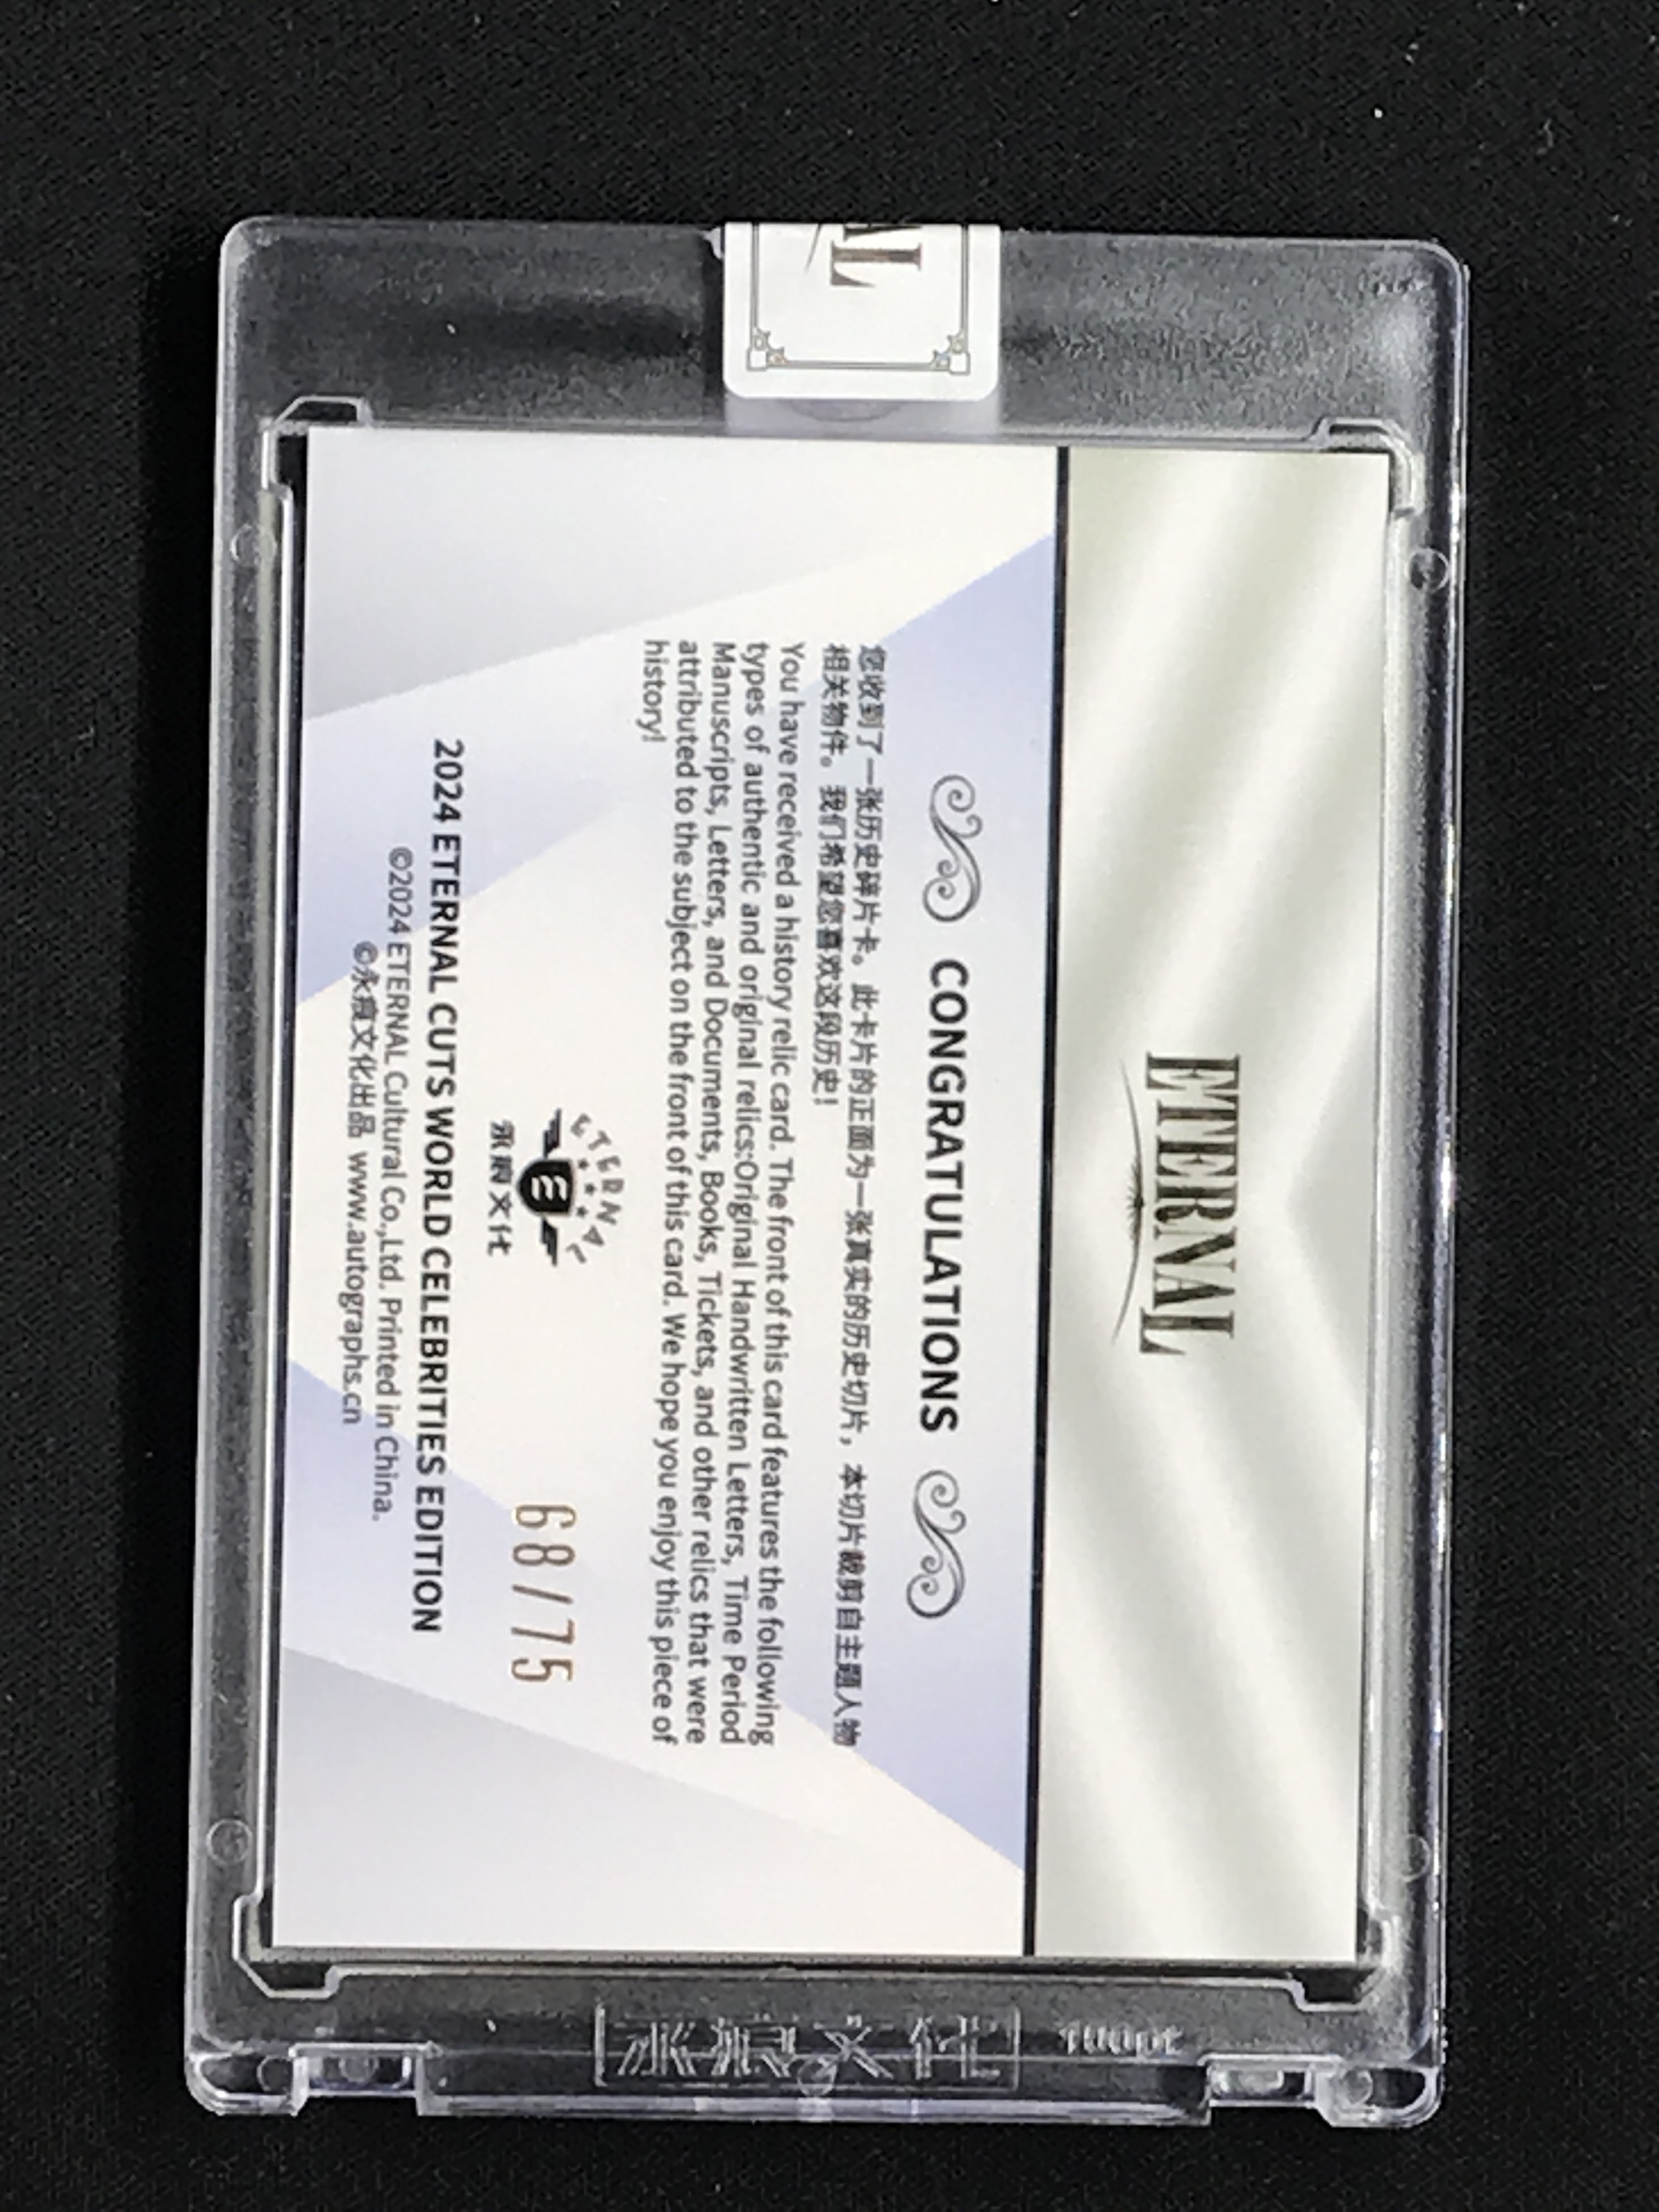 AL
ETERNAL
CONGRATULATIONS
您收到了一张历史碎片卡。此卡片的正面为一张真实的历史切片，本切片裁剪自主题人物
相关物件。我们希望您喜欢这段历史！
You have received a history relic card. The front of this card features the following
types of authentic and original relics:Original Handwritten Letters, Time Period
Manuscripts, Letters, and Documents, Books, Tickets, and other relics that were
attributed to the subject on the front of this card. We hope you enjoy this piece of
history!
ETERNAL
E
永痕文化
68/75
2024 ETERNAL CUTS WORLD CELEBRITIES EDITION
©2024 ETERNAL Cultural Co.,Ltd. Printed in China.
©永痕文化出品 www.autographs.cn
永痕文化
100pt